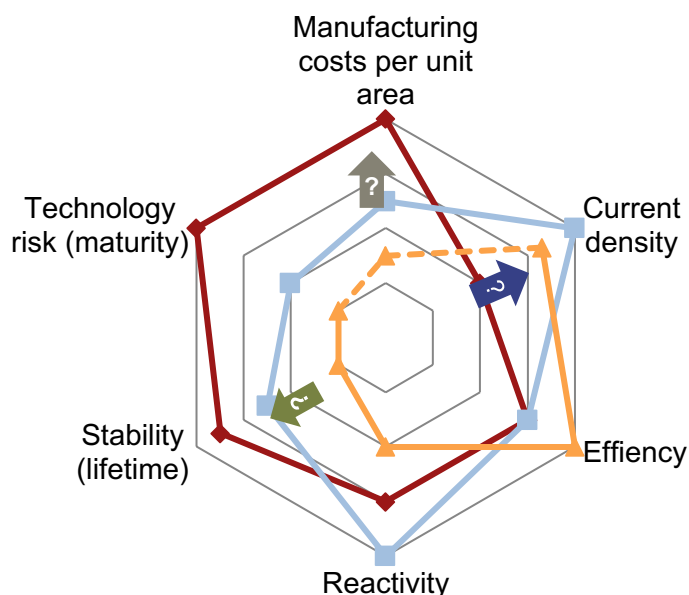 Manufacturing
costs per unit
area
?
Technology
risk (maturity)
Current
density
?
?
Stability
(lifetime)
Effiency
Reactivity